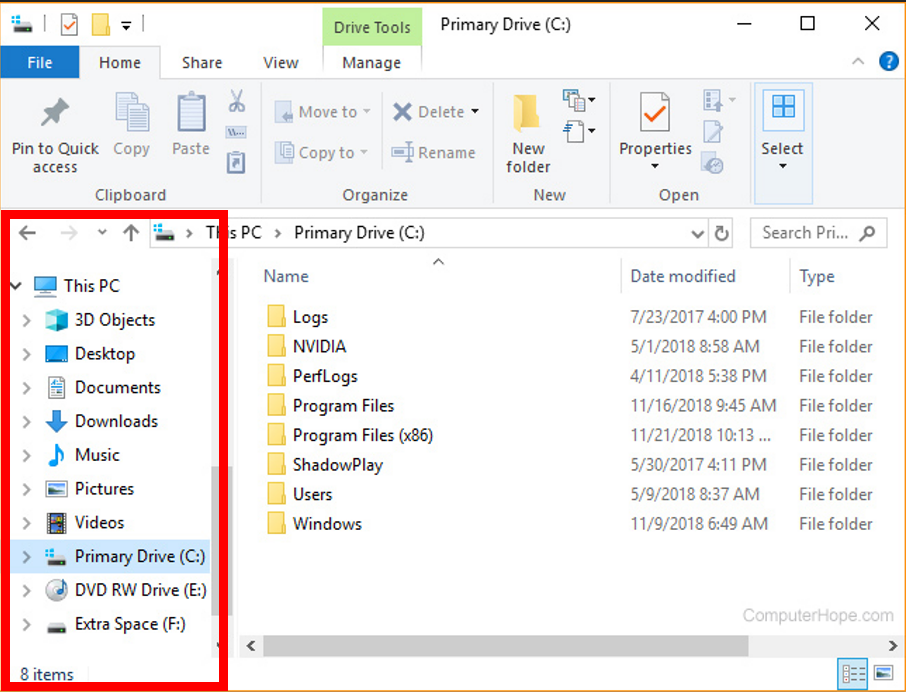 Drive Tools
Primary Drive (C:)
File Home Share View Manage
Pin to Quick access
Copy
Paste
Clipboard
Move to
Copy to
Delete
Rename
Organize
New folder
New
Properties
Open
Select
This PC Primary Drive (C:)
Search Pri...
This PC
3D Objects
Desktop
Documents
Downloads
Music
Pictures
Videos
Primary Drive (C:)
DVD RW Drive (E:)
Extra Space (F:)
8 items
Name Date modified Type
Logs 7/23/2017 4:00 PM File folder
NVIDIA 5/1/2018 8:58 AM File folder
PerfLogs 4/11/2018 5:38 PM File folder
Program Files 11/16/2018 9:45 AM File folder
Program Files (x86) 11/21/2018 10:13 ... File folder
ShadowPlay 5/30/2017 4:11 PM File folder
Users 5/9/2018 8:37 AM File folder
Windows 11/9/2018 6:49 AM File folder
ComputerHope.com